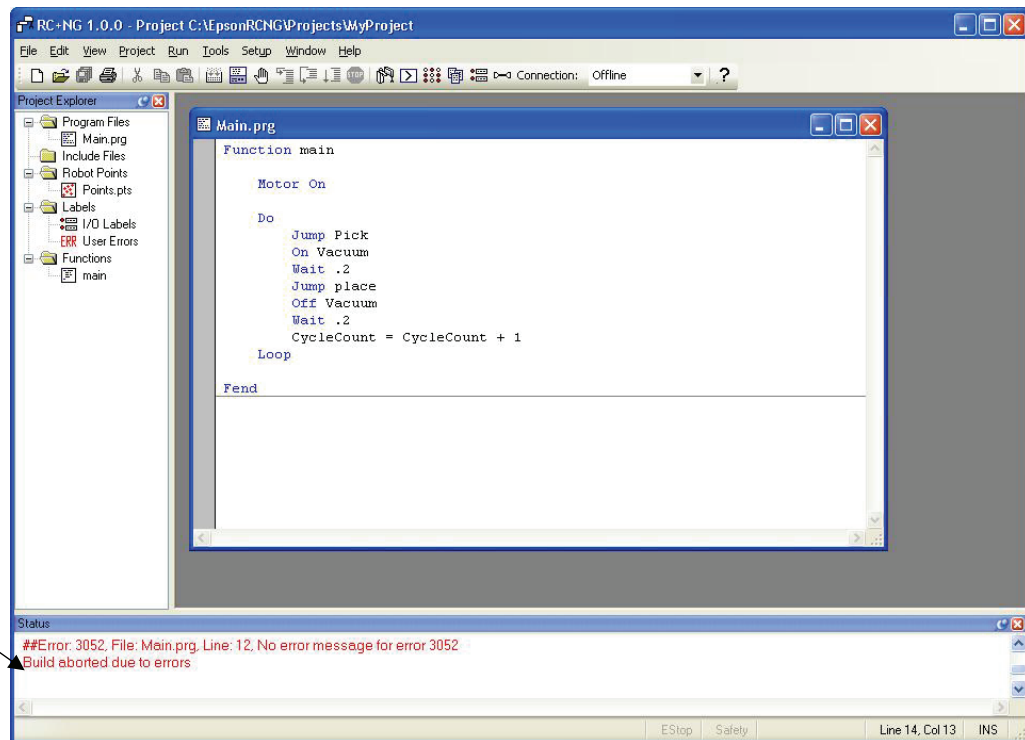 RC+NG 1.0.0 - Project C:\EpsonRCNG\Projects\MyProject
File Edit View Project Run Tools Setup Window Help
Connection: Offline
Project Explorer
Program Files
Main.prg
Include Files
Robot Points
Points.pts
Labels
I/O Labels
ERR User Errors
Functions
main
Main.prg
Function main
Motor On
Do
Jump Pick
On Vacuum
Wait .2
Jump place
Off Vacuum
Wait .2
CycleCount = CycleCount + 1
Loop
Fend
Status
##Error: 3052, File: Main.prg, Line: 12, No error message for error 3052
Build aborted due to errors
EStop Safety Line 14, Col 13 INS